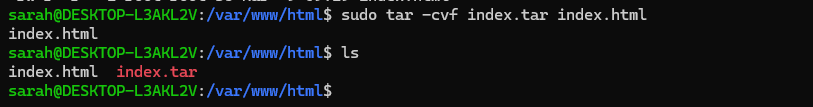 sarah@DESKTOP-L3AKL2V:/var/www/html$ sudo tar -cvf index.tar index.html
index.html
sarah@DESKTOP-L3AKL2V:/var/www/html$ ls
index.html  index.tar
sarah@DESKTOP-L3AKL2V:/var/www/html$